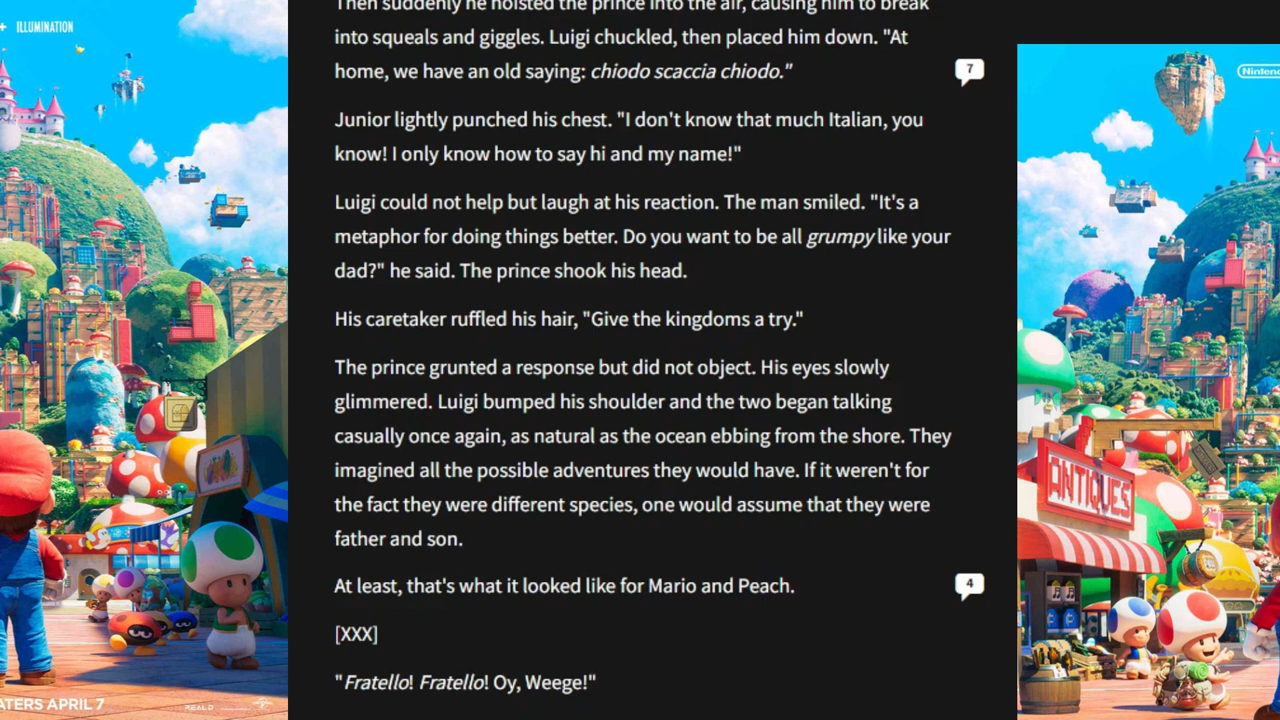 ILLUMINATION
Then suddenly he hoisted the prince into the air, causing him to break
into squeals and giggles. Luigi chuckled, then placed him down. "At
home, we have an old saying: chiodo scaccia chiodo."
7
Junior lightly punched his chest. "I don't know that much Italian, you
know! I only know how to say hi and my name!"
Luigi could not help but laugh at his reaction. The man smiled. "It's a
metaphor for doing things better. Do you want to be all grumpy like your
dad?" he said. The prince shook his head.
His caretaker ruffled his hair, "Give the kingdoms a try."
The prince grunted a response but did not object. His eyes slowly
glimmered. Luigi bumped his shoulder and the two began talking
casually once again, as natural as the ocean ebbing from the shore. They
imagined all the possible adventures they would have. If it weren't for
the fact they were different species, one would assume that they were
father and son.
At least, that's what it looked like for Mario and Peach.
4
[XXX]
"Fratello! Fratello! Oy, Weege!"
ATERS APRIL 7
REALD
Ninten
ANTIQUES